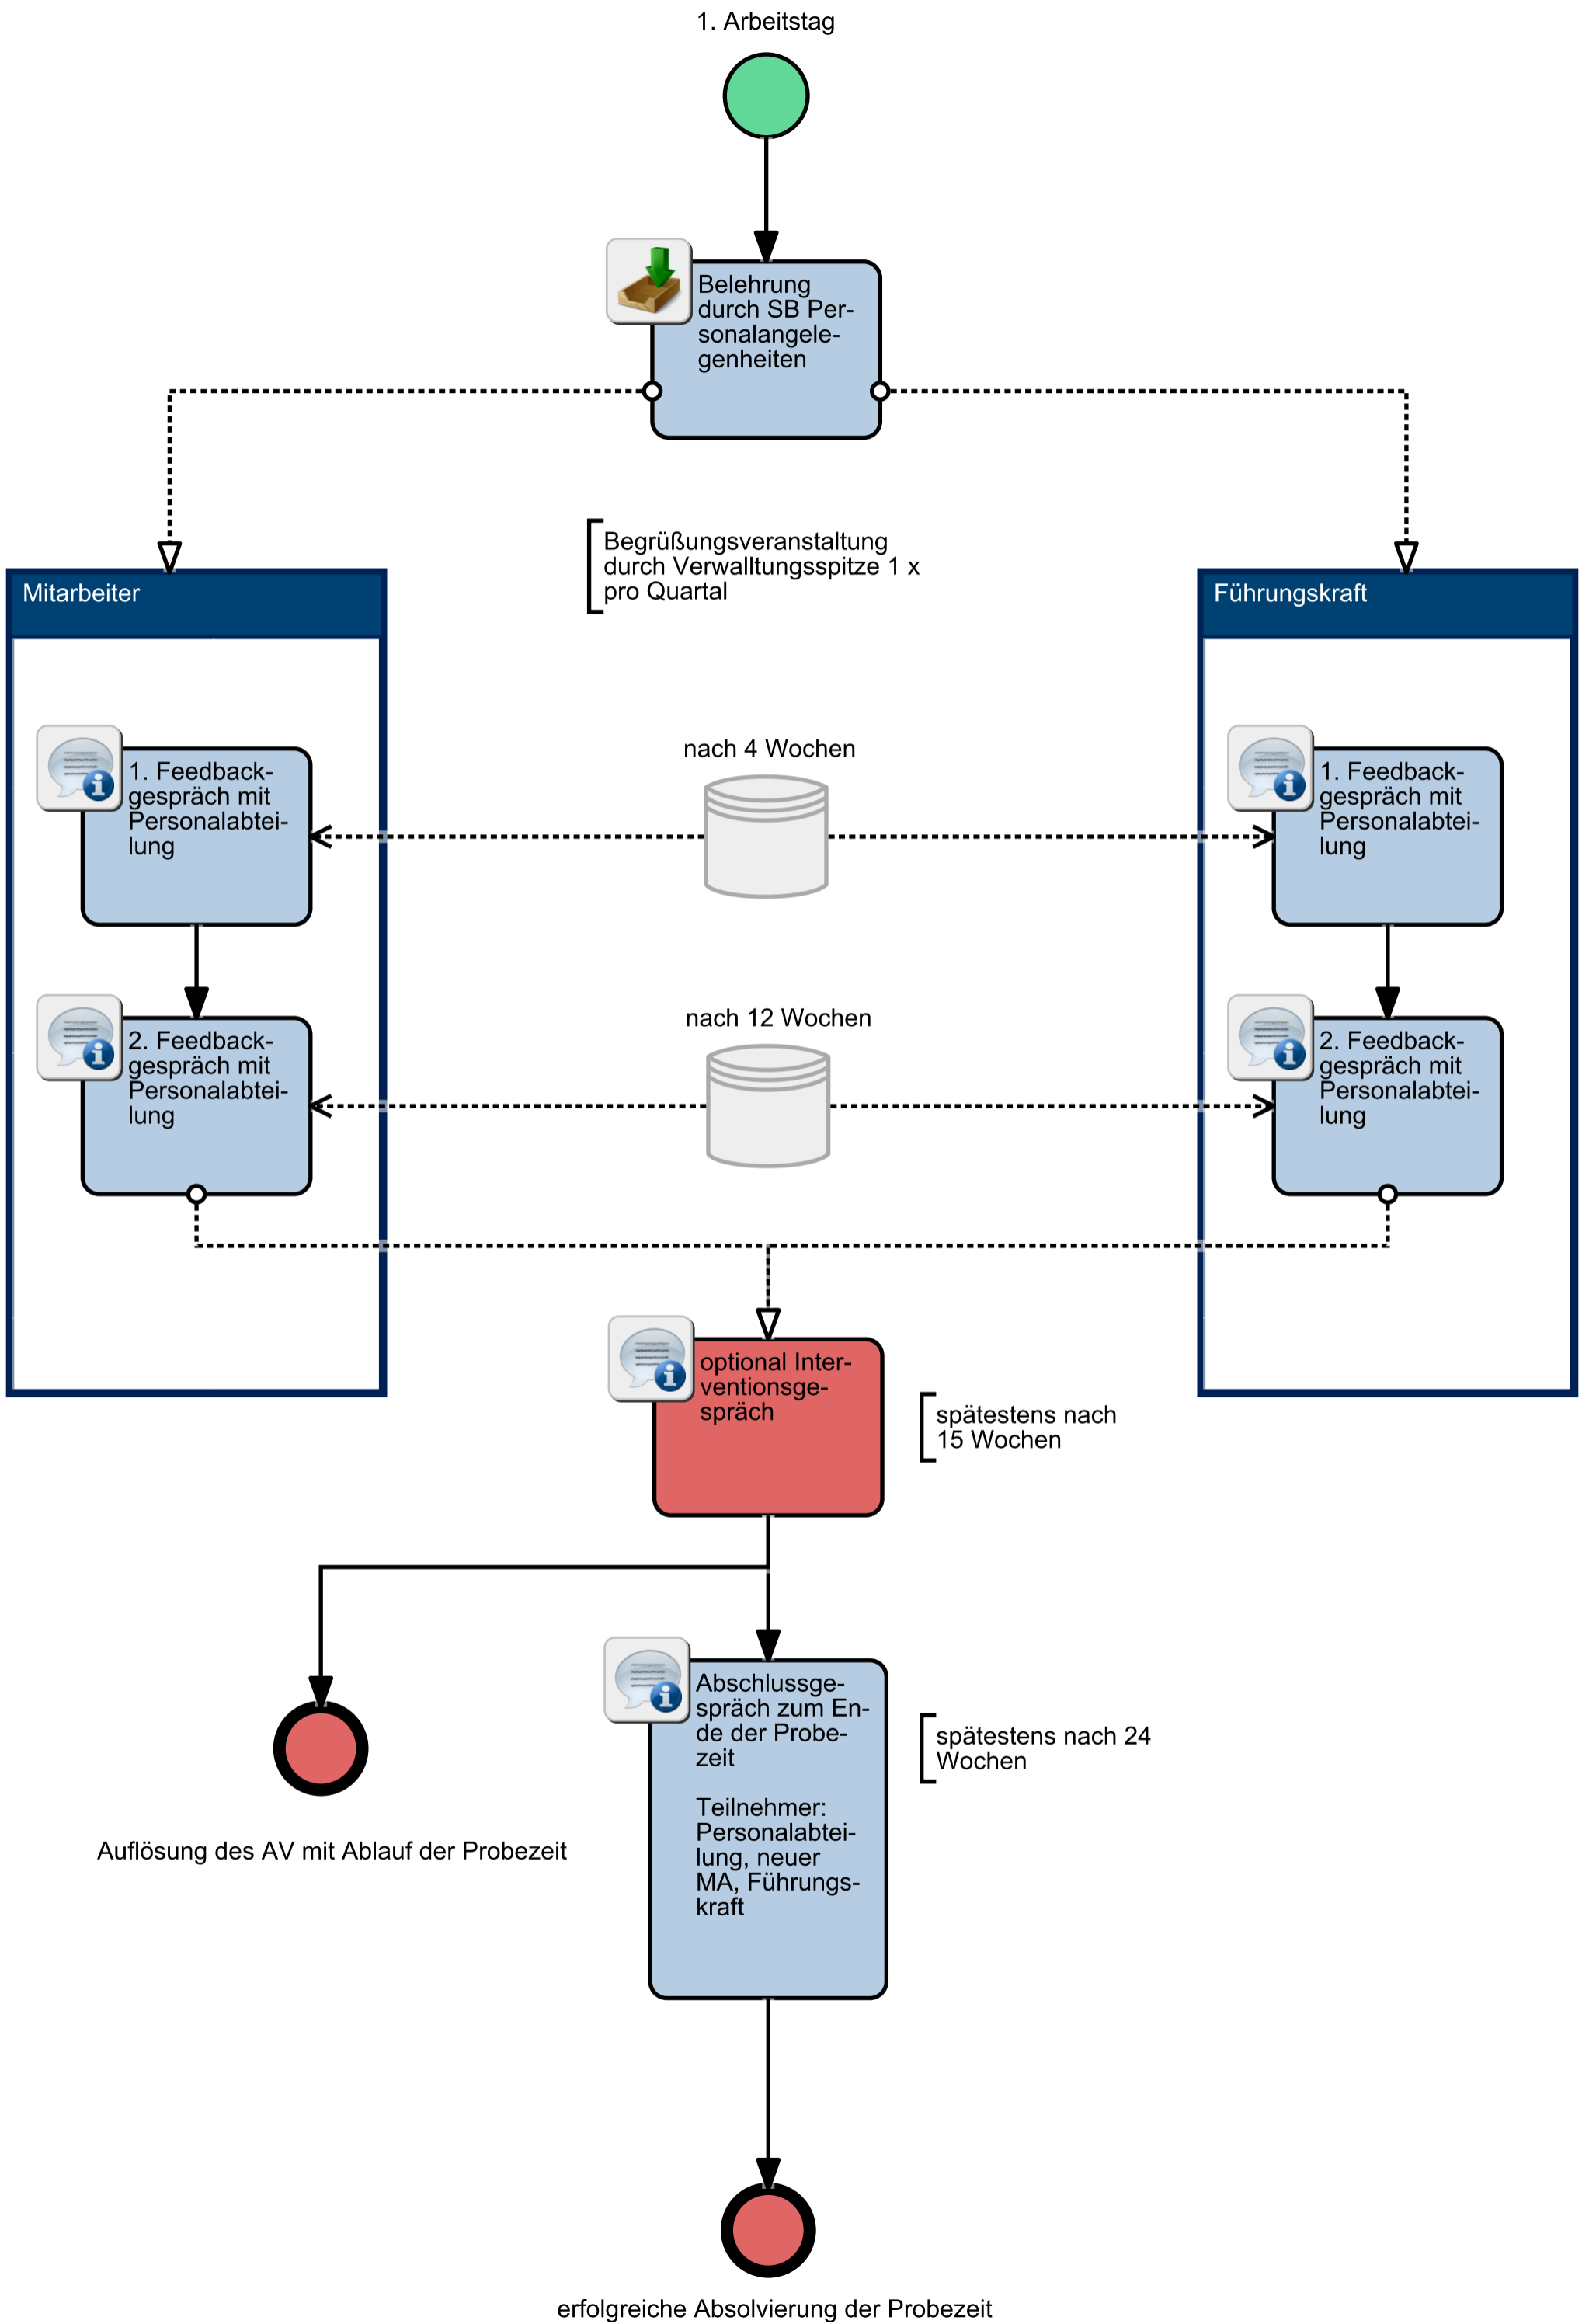 1. Arbeitstag
Belehrung
durch SB Per-
sonalangele-
genheiten
Begrüßungsveranstaltung
durch Verwalltungsspitze 1 x
pro Quartal
Mitarbeiter
Führungskraft
nach 4 Wochen
1. Feedback-
gespräch mit
Personalabtei-
lung
1. Feedback-
gespräch mit
Personalabtei-
lung
nach 12 Wochen
2. Feedback-
gespräch mit
Personalabtei-
lung
2. Feedback-
gespräch mit
Personalabtei-
lung
optional Inter-
ventionsge-
spräch
spätestens nach
15 Wochen
Abschlussge-
spräch zum En-
de der Probe-
zeit
Teilnehmer:
Personalabtei-
lung, neuer
MA, Führungs-
kraft
spätestens nach 24
Wochen
Auflösung des AV mit Ablauf der Probezeit
erfolgreiche Absolvierung der Probezeit